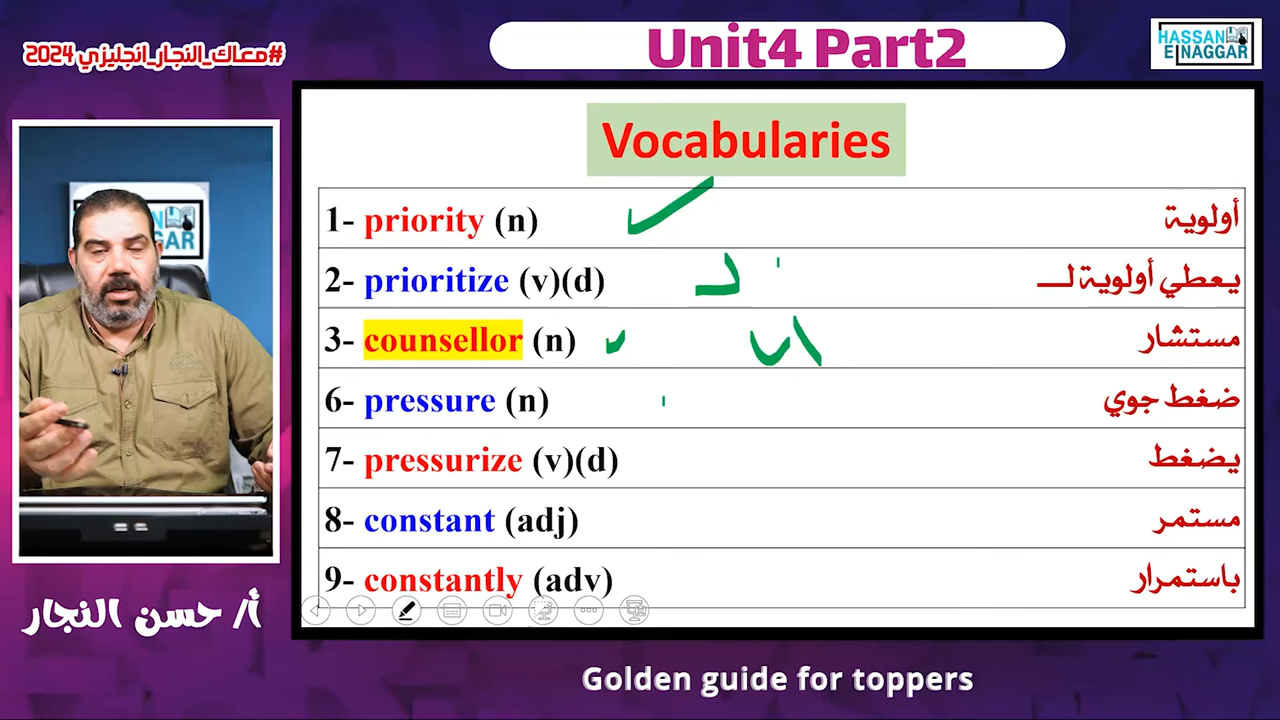 #معاك_النجار_انجليزي 2024
Unit4 Part2
HASSAN
ELNAGGAR
Vocabularies
1- priority (n) أولوية
2- prioritize (v)(d) يعطي أولوية لـــ
3- counsellor (n) مستشار
6- pressure (n) ضغط جوي
7- pressurize (v)(d) يضغط
8- constant (adj) مستمر
9- constantly (adv) باستمرار
أ/ حسن النجار
Golden guide for toppers